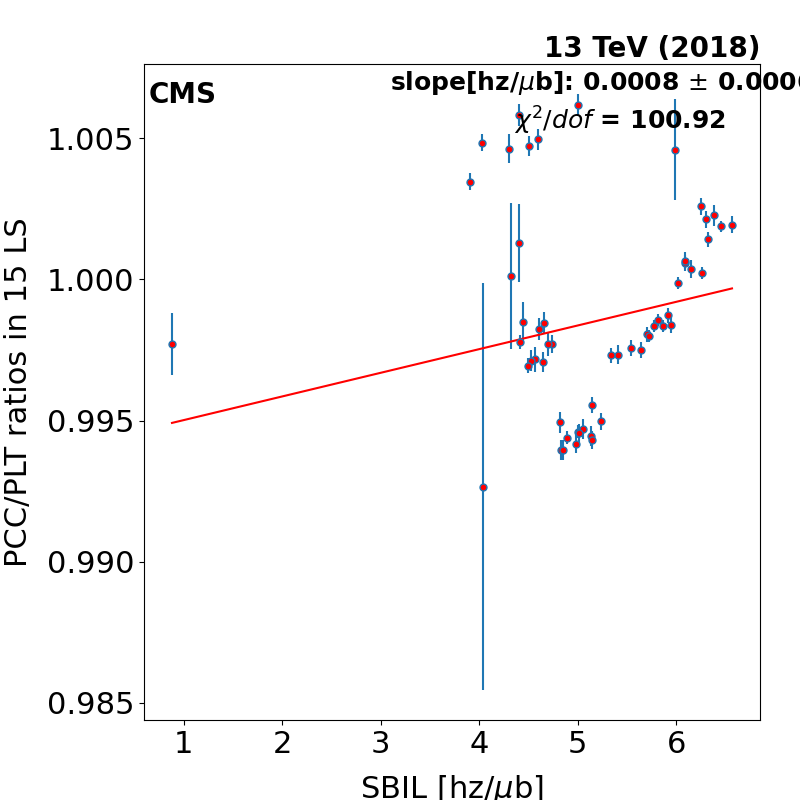 13 TeV (2018)
CMS
slope[hz/μb]: 0.0008 ± 0.000
χ²/dof = 100.92
1.005
1.000
0.995
0.990
0.985
PCC/PLT ratios in 15 LS
1 2 3 4 5 6
SBIL [hz/μb]